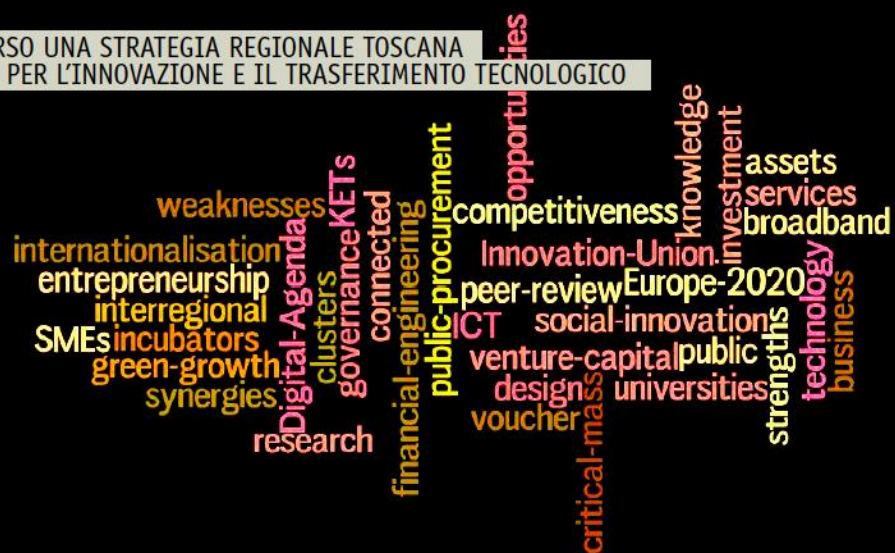 RSO UNA STRATEGIA REGIONALE TOSCANA
PER L'INNOVAZIONE E IL TRASFERIMENTO TECNOLOGICO
opportunities
knowledge
investment
assets
services
broadband
weaknesses
KETs
connected
public-procurement
competitiveness
Innovation-Union
internationalisation
entrepreneurship
interregional
SMEs
incubators
green-growth
synergies
Digital-Agenda
clusters
governance
financial-engineering
peer-review
Europe-2020
ICT
social-innovation
venture-capital
public
design
universities
voucher
research
critical-mass
strengths
technology
business